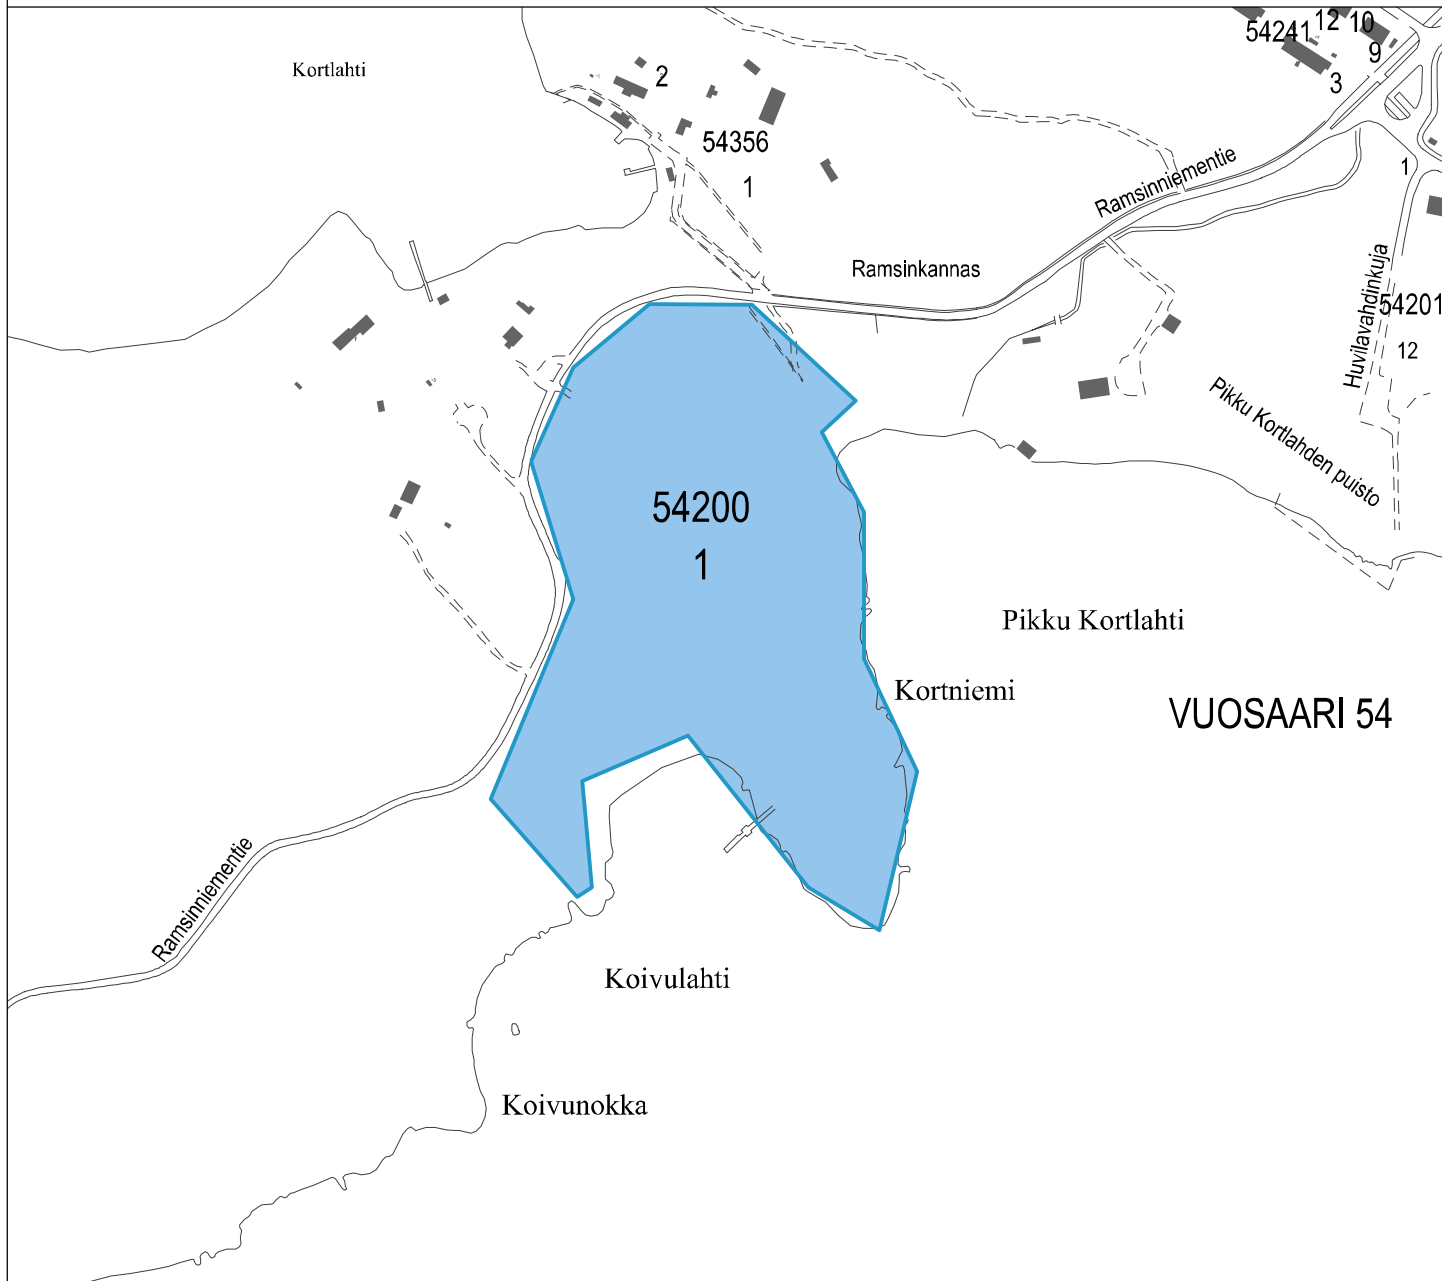 12
10
54241
9
3
Kortlahti
2
54356
1
Ramsinniementie
1
Ramsinkannas
Huvilavahdinkuja
54201
12
Pikku Kortlahden puisto
54200
1
Pikku Kortlahti
Kortniemi
VUOSAARI 54
Ramsinniementie
Koivulahti
Koivunokka